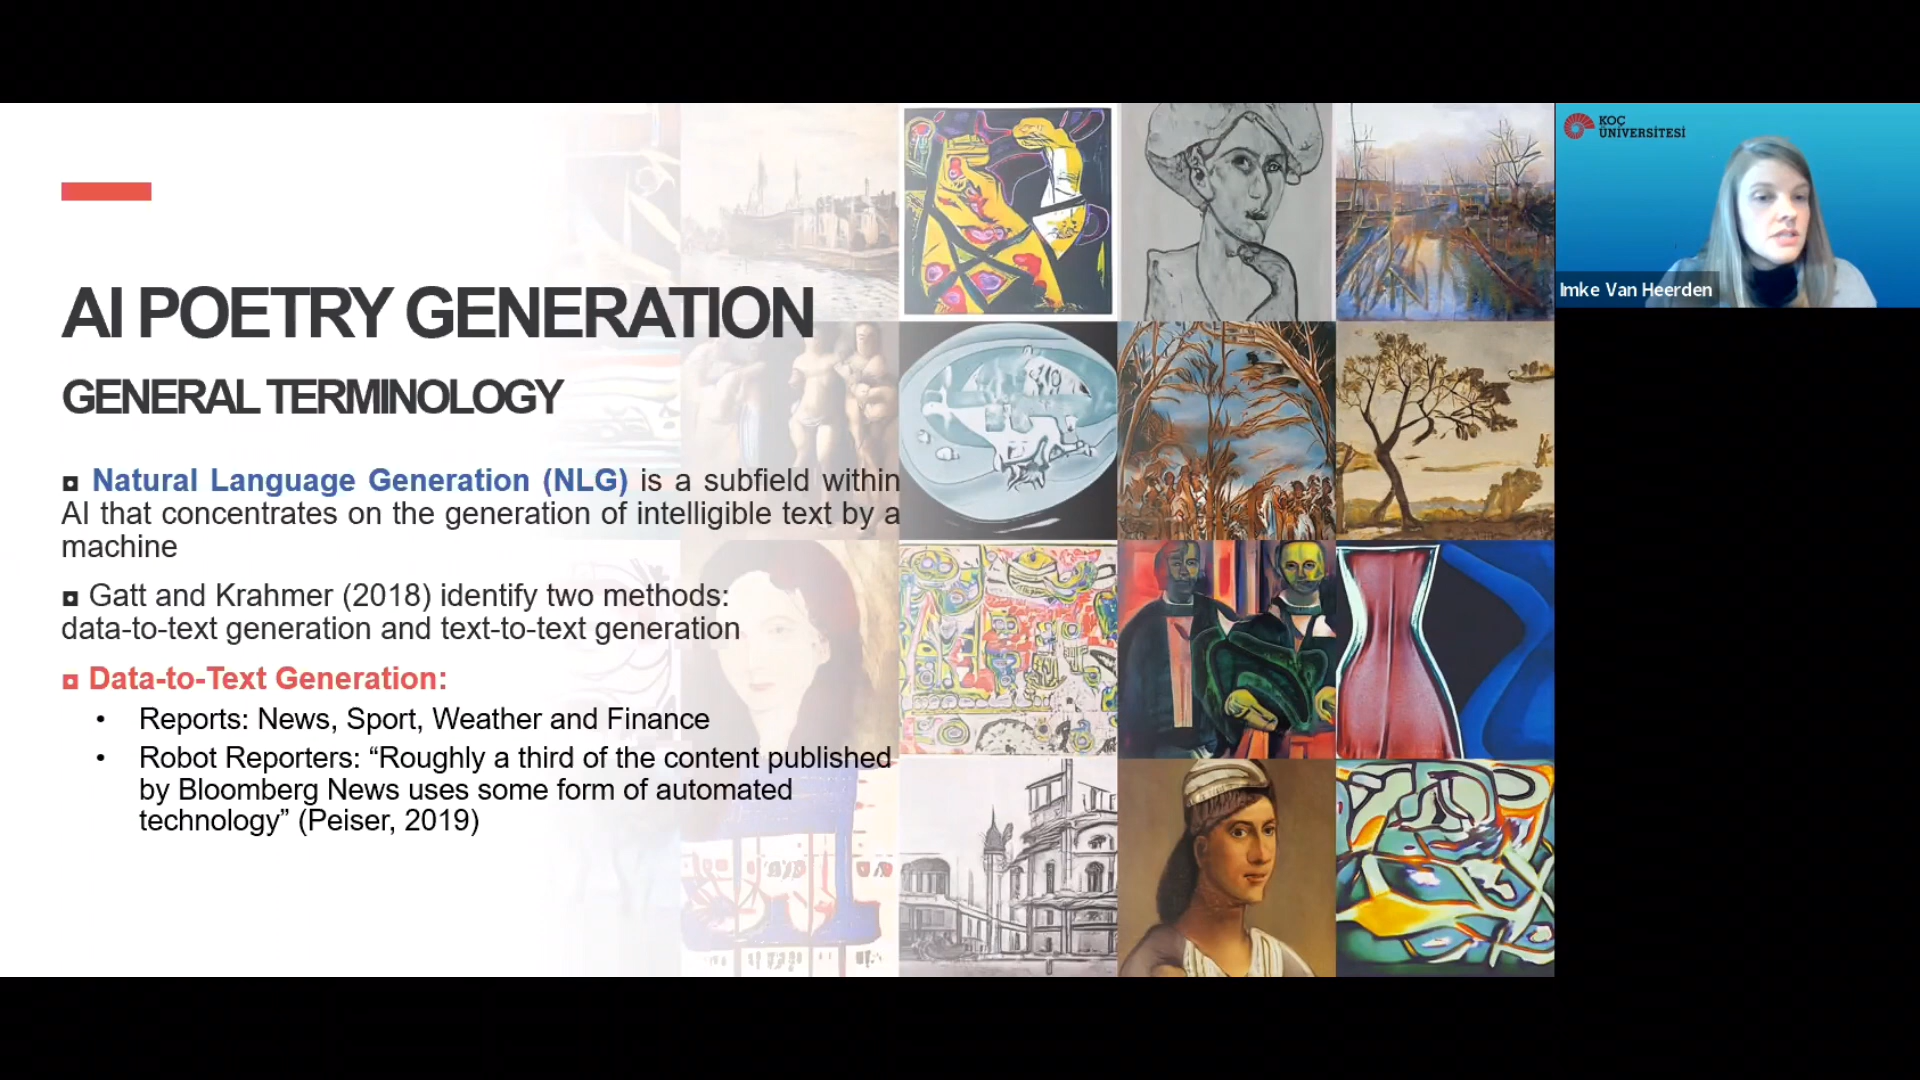 AI POETRY GENERATION
GENERAL TERMINOLOGY
Natural Language Generation (NLG) is a subfield within
AI that concentrates on the generation of intelligible text by a
machine
Gatt and Krahmer (2018) identify two methods:
data-to-text generation and text-to-text generation
Data-to-Text Generation:
• Reports: News, Sport, Weather and Finance
• Robot Reporters: “Roughly a third of the content published
by Bloomberg News uses some form of automated
technology” (Peiser, 2019)
KOÇ
ÜNİVERSİTESİ
Imke Van Heerden